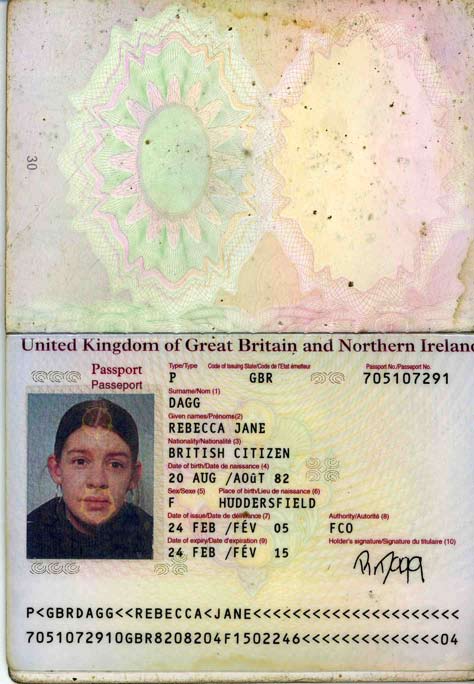 30
United Kingdom of Great Britain and Northern Irelan
Passport
Passeport
Type/Type Code of Issuing State/Code de l'Etat émetteur Passport No./Passeport No.
P GBR 705107291
Surname/Nom (1)
DAGG
Given names/Prénoms(2)
REBECCA JANE
Nationality/Nationalité (3)
BRITISH CITIZEN
Date of birth/Date de naissance (4)
20 AUG /AOÛT 82
Sex/Sexe (5) Place of birth/Lieu de naissance (6)
F HUDDERSFIELD
Date of issue/Date de délivrance (7) Authority/Autorité (8)
24 FEB /FÉV 05 FCO
Date of expiry/Date d'expiration (9) Holder's signature/Signature du titulaire (10)
24 FEB /FÉV 15
P<GBRDAGG<<REBECCA<JANE<<<<<<<<<<<<<<<<<<<<<
7051072910GBR8208204F1502246<<<<<<<<<<<<<<04